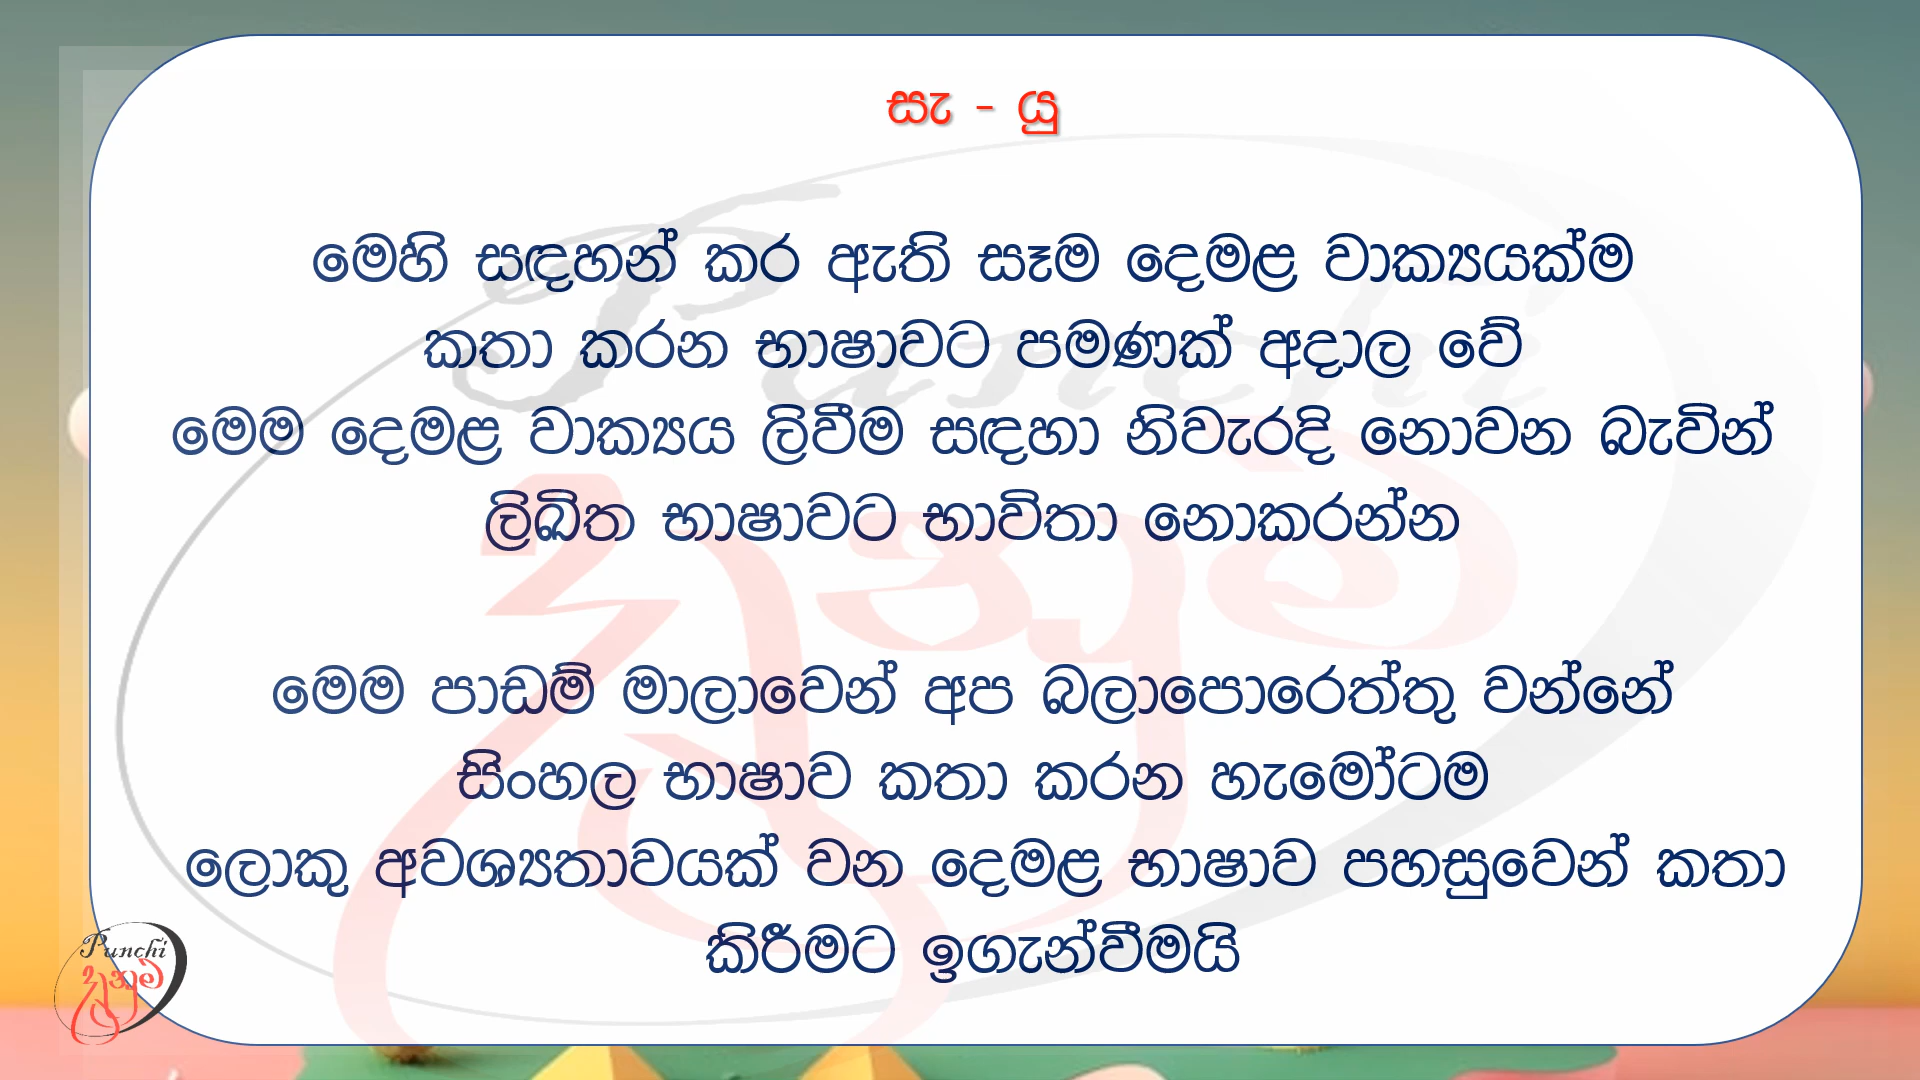 සැ - යු
මෙහි සඳහන් කර ඇති සෑම දෙමළ වාක්‍යයක්ම
කතා කරන භාෂාවට පමණක් අදාල වේ
මෙම දෙමළ වාක්‍යය ලිවීම සඳහා නිවැරදි නොවන බැවින්
ලිඛිත භාෂාවට භාවිතා නොකරන්න
මෙම පාඩම් මාලාවෙන් අප බලාපොරොත්තු වන්නේ
සිංහල භාෂාව කතා කරන හැමෝටම
ලොකු අවශ්‍යතාවයක් වන දෙමළ භාෂාව පහසුවෙන් කතා
කිරීමට ඉගැන්වීමයි
Punchi
දැනුම